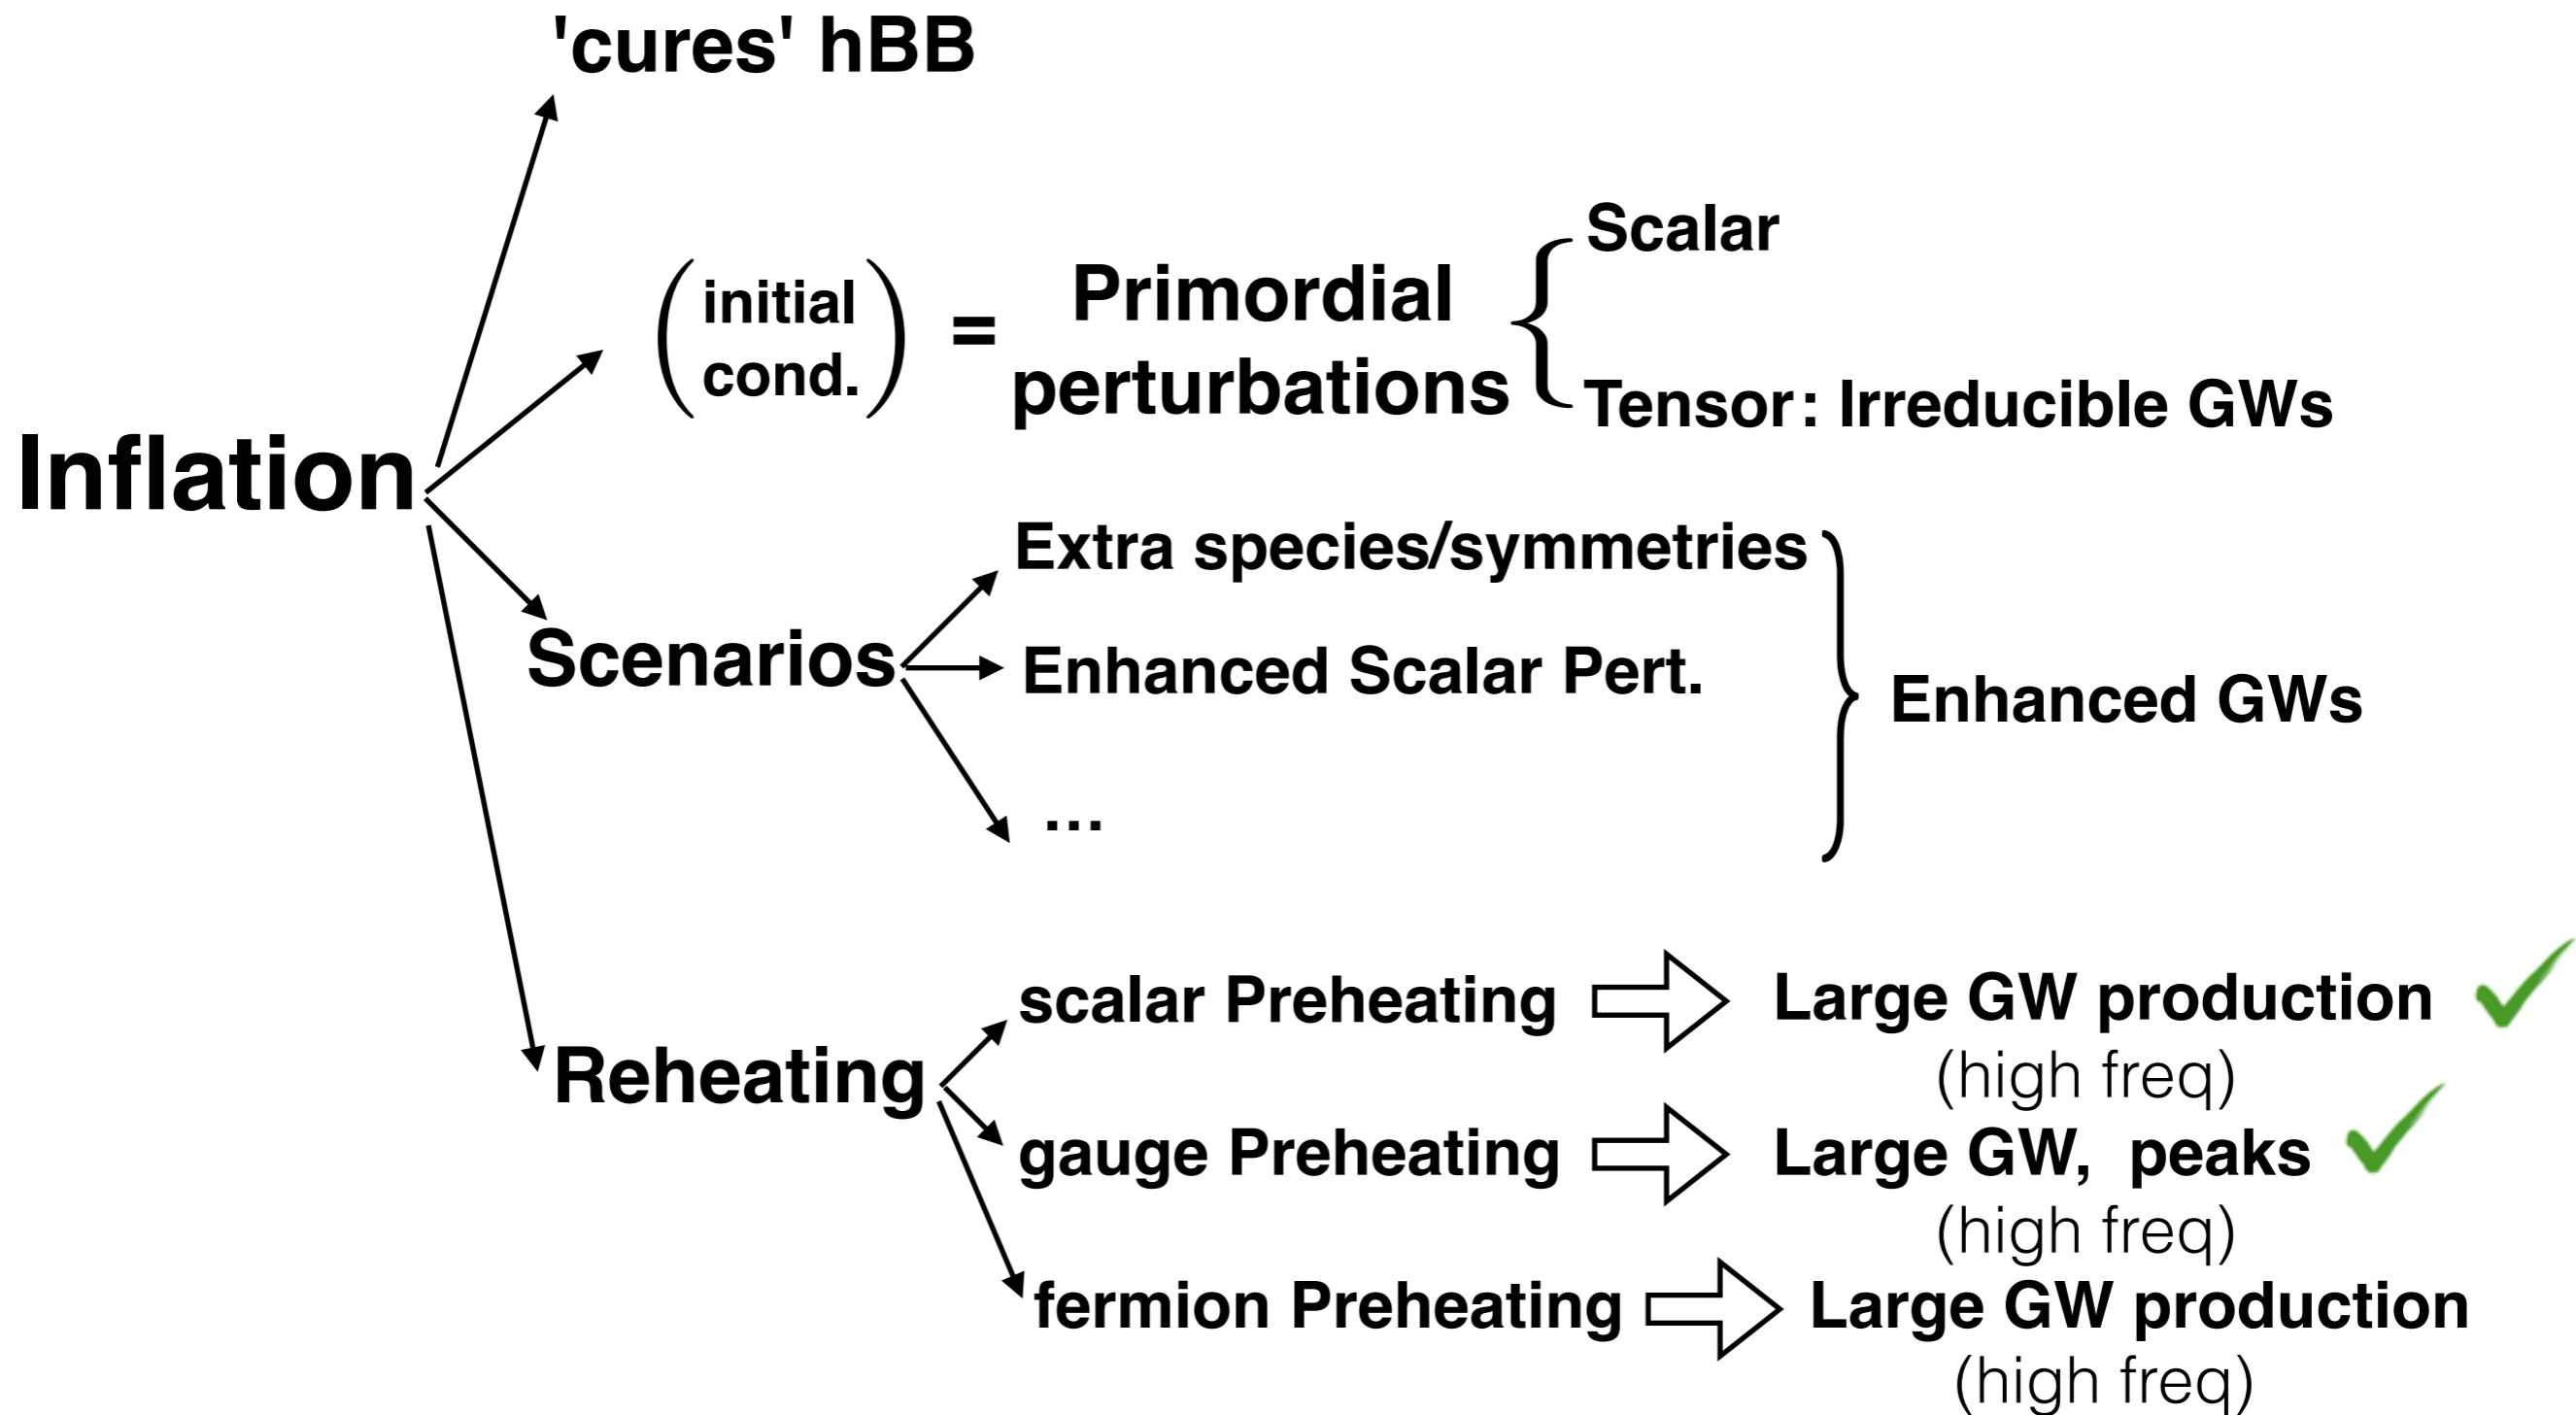 'cures' hBB
initial
cond.
=
Primordial
perturbations
Scalar
Tensor: Irreducible GWs
Inflation
Extra species/symmetries
Scenarios
Enhanced Scalar Pert.
...
Enhanced GWs
Reheating
scalar Preheating
Large GW production
(high freq)
gauge Preheating
Large GW, peaks
(high freq)
fermion Preheating
Large GW production
(high freq)